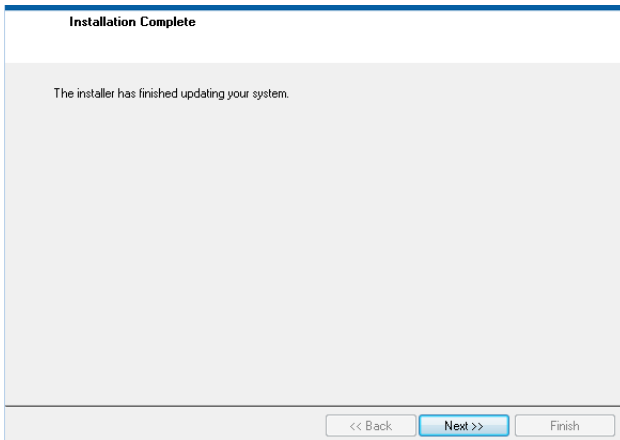 Installation Complete
The installer has finished updating your system.
<< Back Next >> Finish